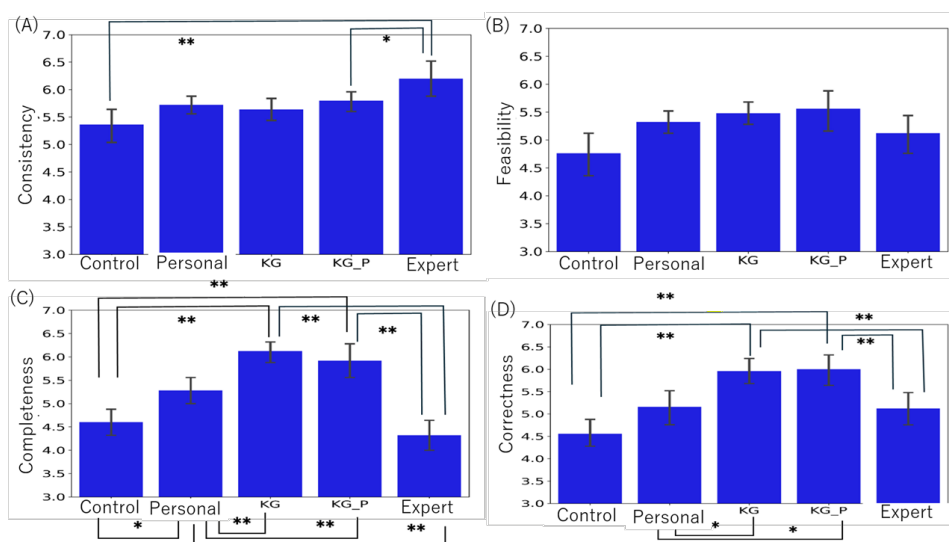 (A)
**
*
7.0
6.5
6.0
5.5
5.0
4.5
4.0
3.5
3.0
Consistency
Control Personal KG KG_P Expert
(B)
7.0
6.5
6.0
5.5
5.0
4.5
4.0
3.5
3.0
Feasibility
Control Personal KG KG_P Expert
(C)
**
** ** **
7.0
6.5
6.0
5.5
5.0
4.5
4.0
3.5
3.0
Completeness
Control Personal KG KG_P Expert
* ** ** **
(D)
**
** ** **
7.0
6.5
6.0
5.5
5.0
4.5
4.0
3.5
3.0
Correctness
Control Personal KG KG_P Expert
* *